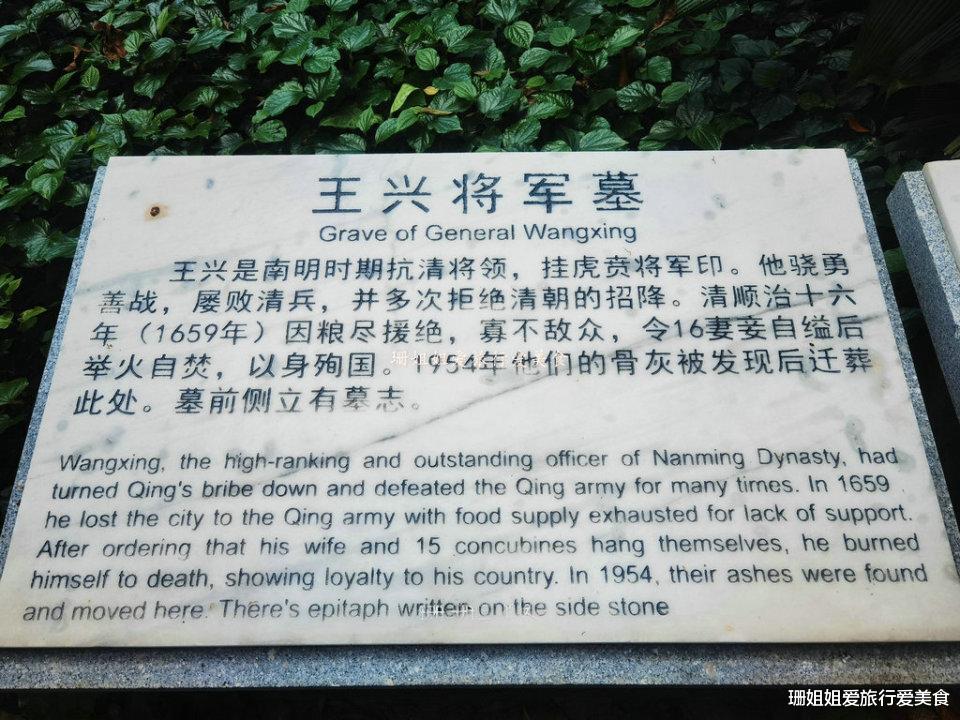 王兴将军墓
Grave of General Wangxing
王兴是南明时期抗清将领，挂虎贲将军印。他骁勇
善战，屡败清兵，并多次拒绝清朝的招降。清顺治十六
年（1659年）因粮尽援绝，寡不敌众，令16妻妾自缢后
举火自焚，以身殉国。1954年他们的骨灰被发现后迁葬
此处。墓前侧立有墓志。
Wangxing, the high-ranking and outstanding officer of Nanming Dynasty, had
turned Qing's bribe down and defeated the Qing army for many times. In 1659
he lost the city to the Qing army with food supply exhausted for lack of support.
After ordering that his wife and 15 concubines hang themselves, he burned
himself to death, showing loyalty to his country. In 1954, their ashes were found
and moved here. There's epitaph written on the side stone
珊姐姐爱旅行爱美食